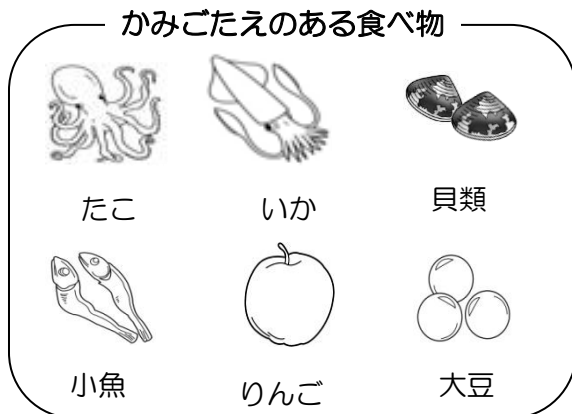 かみごたえのある食べ物
たこ
いか
貝類
小魚
りんご
大豆